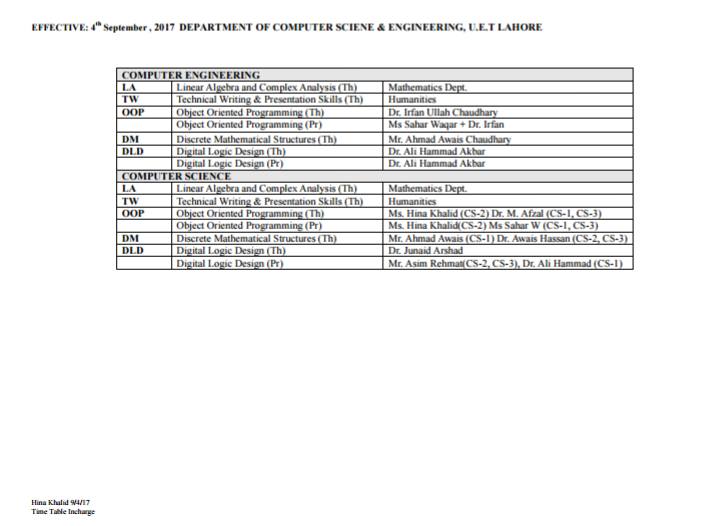 EFFECTIVE: 4th September , 2017 DEPARTMENT OF COMPUTER SCIENE & ENGINEERING, U.E.T LAHORE
COMPUTER ENGINEERING
LA Linear Algebra and Complex Analysis (Th) Mathematics Dept.
TW Technical Writing & Presentation Skills (Th) Humanities
OOP Object Oriented Programming (Th) Dr. Irfan Ullah Chaudhary
Object Oriented Programming (Pr) Ms Sahar Waqar + Dr. Irfan
DM Discrete Mathematical Structures (Th) Mr. Ahmad Awais Chaudhary
DLD Digital Logic Design (Th) Dr. Ali Hammad Akbar
Digital Logic Design (Pr) Dr. Ali Hammad Akbar
COMPUTER SCIENCE
LA Linear Algebra and Complex Analysis (Th) Mathematics Dept.
TW Technical Writing & Presentation Skills (Th) Humanities
OOP Object Oriented Programming (Th) Ms. Hina Khalid (CS-2) Dr. M. Afzal (CS-1, CS-3)
Object Oriented Programming (Pr) Ms. Hina Khalid(CS-2) Ms Sahar W (CS-1, CS-3)
DM Discrete Mathematical Structures (Th) Mr. Ahmad Awais (CS-1) Dr. Awais Hassan (CS-2, CS-3)
DLD Digital Logic Design (Th) Dr. Junaid Arshad
Digital Logic Design (Pr) Mr. Asim Rehmat(CS-2, CS-3), Dr. Ali Hammad (CS-1)
Hina Khalid 9/4/17
Time Table Incharge